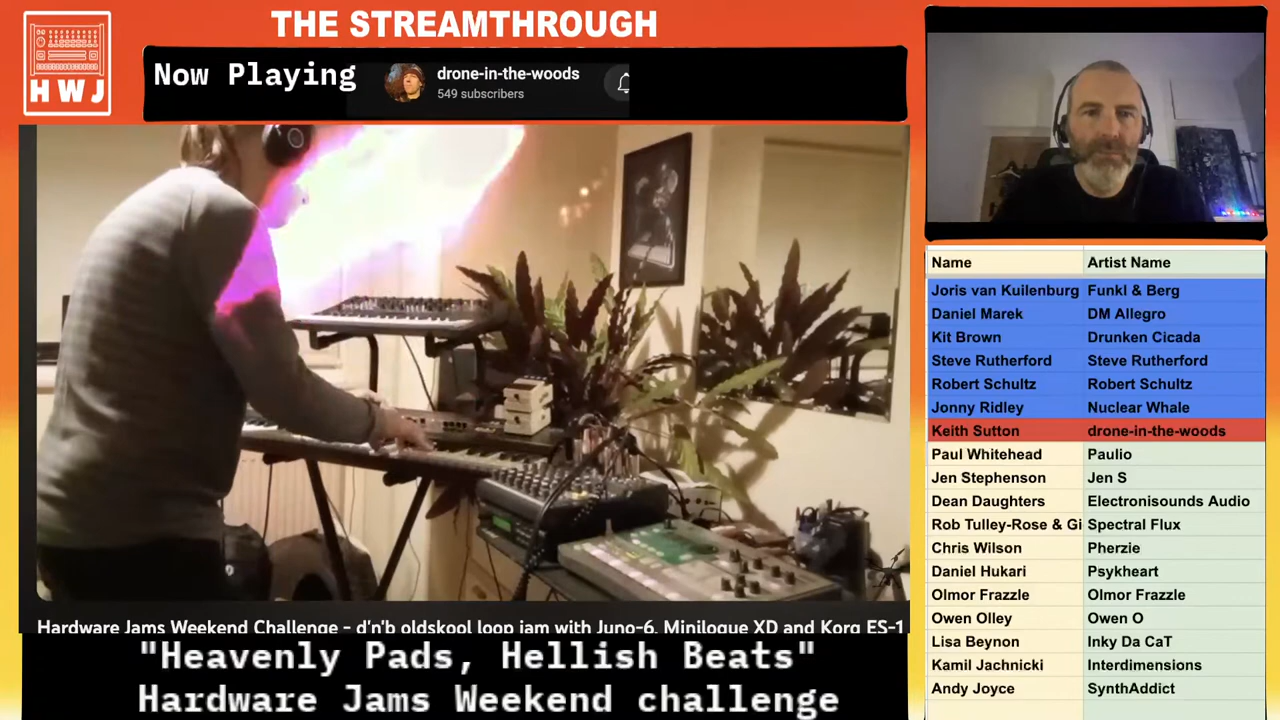 HWJ
THE STREAMTHROUGH
Now Playing
drone-in-the-woods
549 subscribers
Hardware Jams Weekend Challenge - d'n'b oldskool loop jam with Juno-6, Minilogue XD and Korg ES-1
"Heavenly Pads, Hellish Beats"
Hardware Jams Weekend challenge
Name Artist Name
Joris van Kuilenburg Funkl & Berg
Daniel Marek DM Allegro
Kit Brown Drunken Cicada
Steve Rutherford Steve Rutherford
Robert Schultz Robert Schultz
Jonny Ridley Nuclear Whale
Keith Sutton drone-in-the-woods
Paul Whitehead Paulio
Jen Stephenson Jen S
Dean Daughters Electronisounds Audio
Rob Tulley-Rose & Gi Spectral Flux
Chris Wilson Pherzie
Daniel Hukari Psykheart
Olmor Frazzle Olmor Frazzle
Owen Olley Owen O
Lisa Beynon Inky Da CaT
Kamil Jachnicki Interdimensions
Andy Joyce SynthAddict